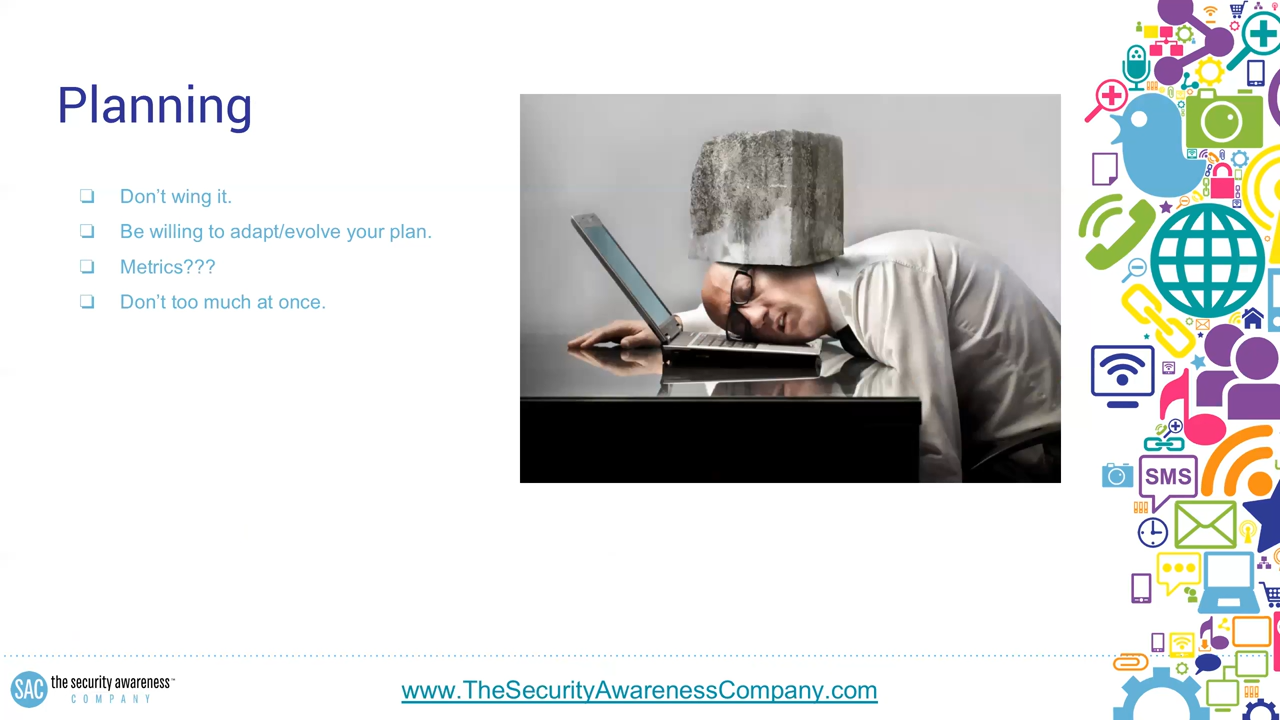 Planning
❏ Don't wing it.
❏ Be willing to adapt/evolve your plan.
❏ Metrics???
❏ Don't too much at once.
SMS
SAC the security awareness™
COMPANY
www.TheSecurityAwarenessCompany.com